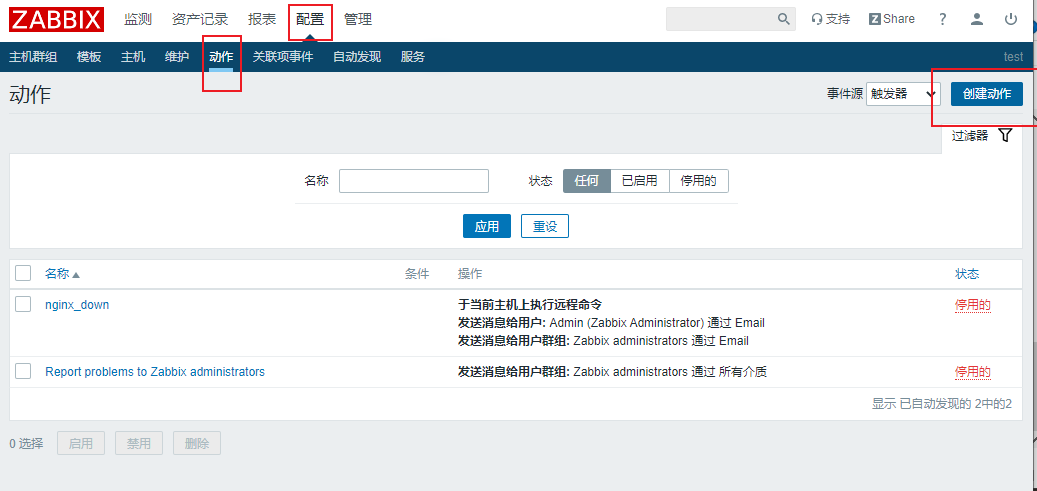 ZABBIX 监测 资产记录 报表 配置 管理 支持 Share ?
主机群组 模板 主机 维护 动作 关联项事件 自动发现 服务 test
动作 事件源 触发器 创建动作
过滤器
名称 状态 任何 已启用 停用的
应用 重设
名称 条件 操作 状态
nginx_down 于当前主机上执行远程命令 停用的
发送消息给用户: Admin (Zabbix Administrator) 通过 Email
发送消息给用户群组: Zabbix administrators 通过 Email
Report problems to Zabbix administrators 发送消息给用户群组: Zabbix administrators 通过 所有介质 停用的
显示 已自动发现的 2中的2
0 选择 启用 禁用 删除